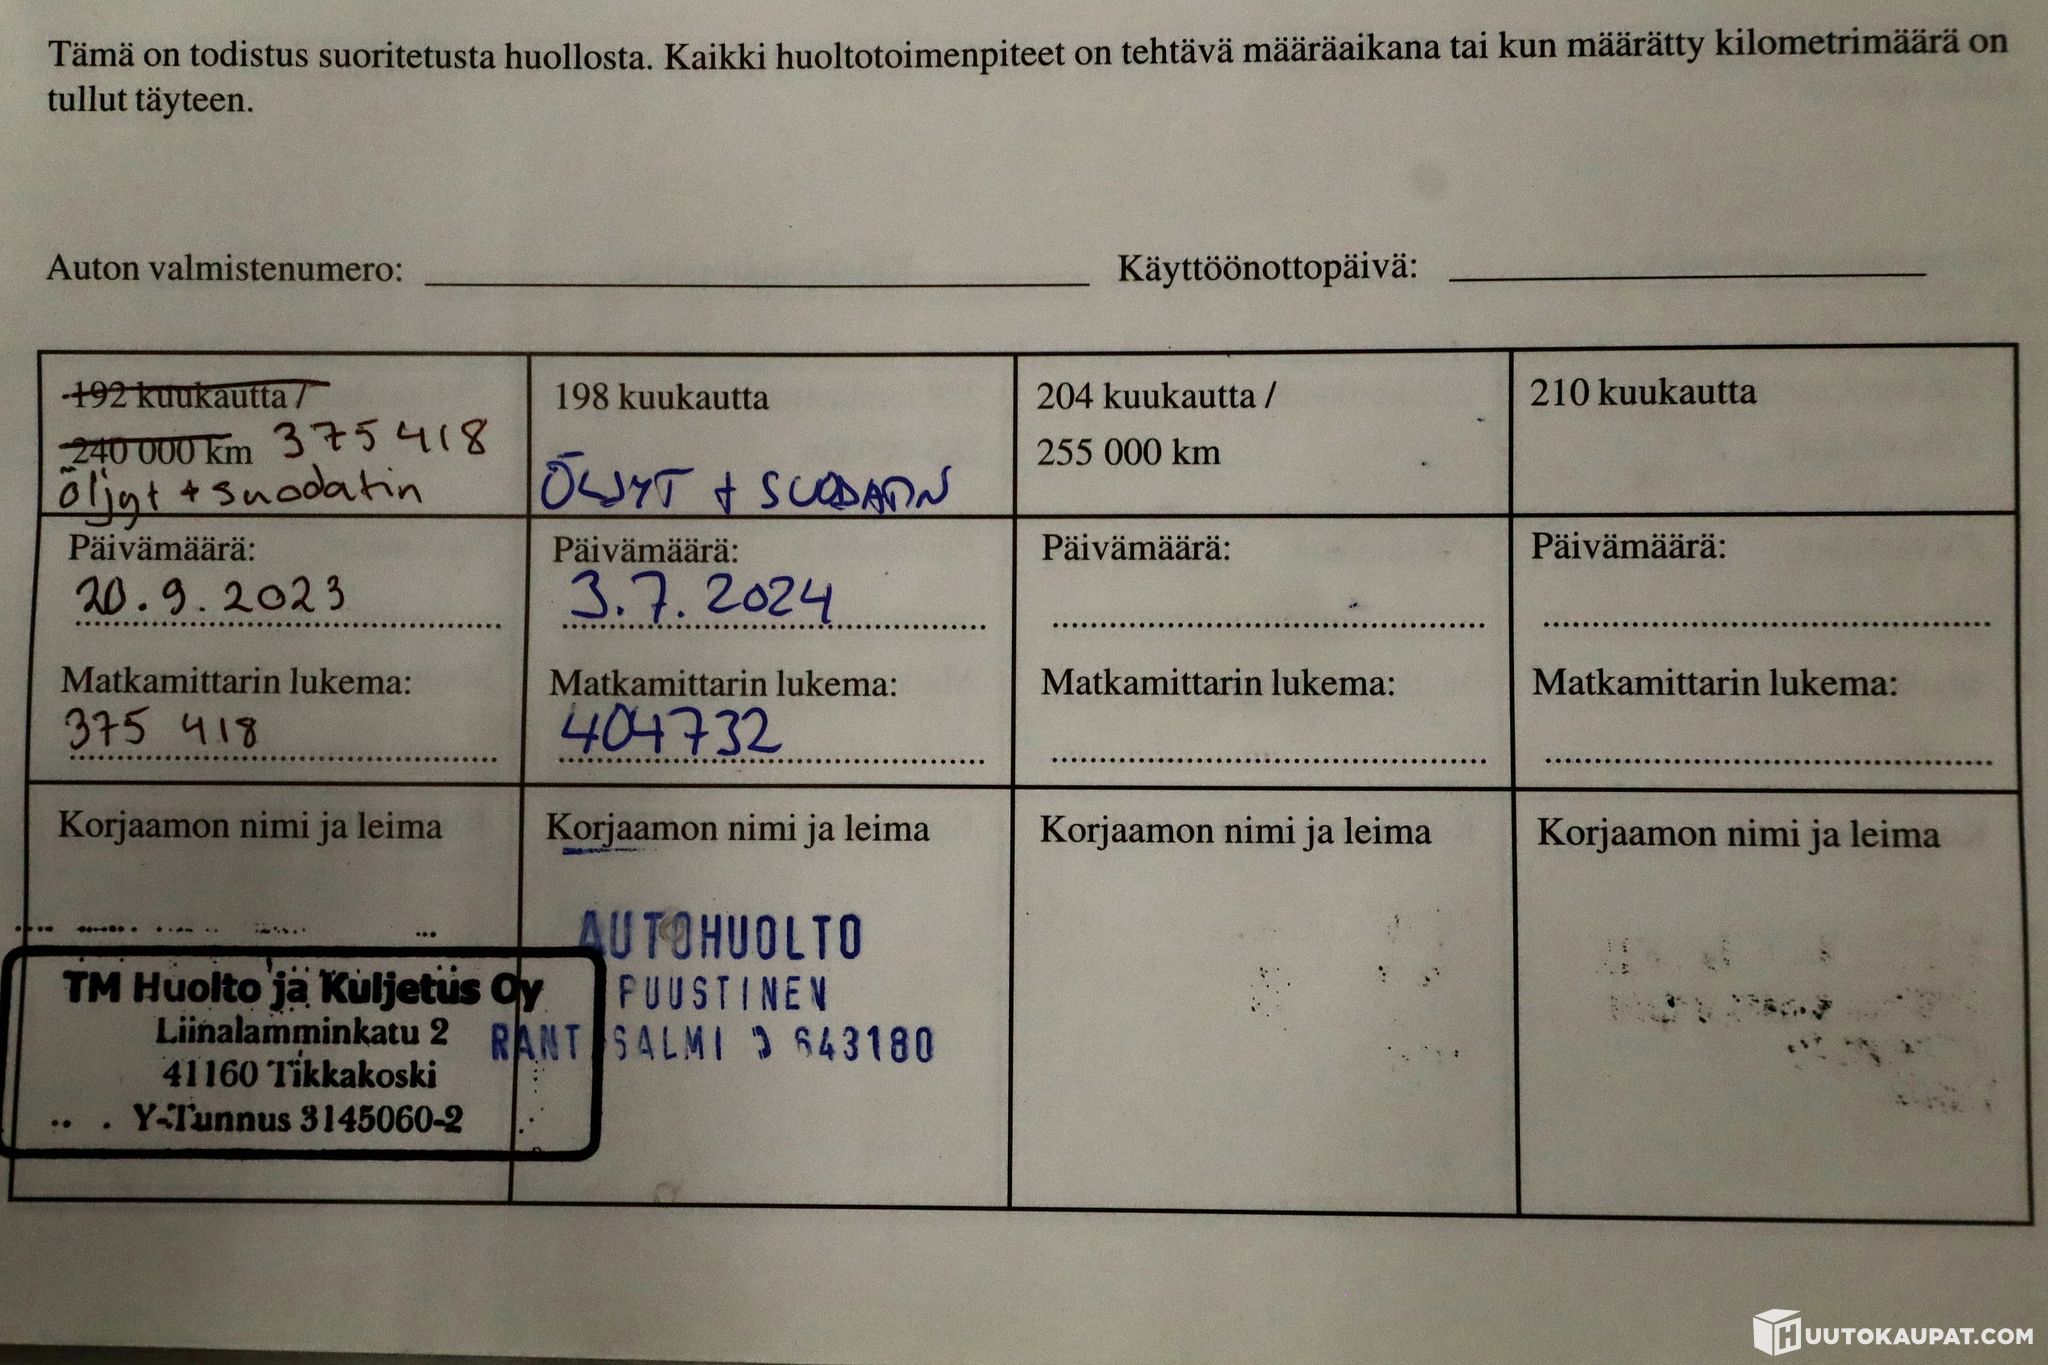 Tämä on todistus suoritetusta huollosta. Kaikki huoltotoimenpiteet on tehtävä määräaikana tai kun määrätty kilometrimäärä on
tullut täyteen.
Auton valmistenumero:
Käyttöönottopäivä:
192 kuukautta /
240 000 km 375 418
öljyt + suodatin
198 kuukautta
ÖLJYT + SUODATIN
204 kuukautta /
255 000 km
210 kuukautta
Päivämäärä:
20.9.2023
Päivämäärä:
3.7.2024
Päivämäärä:
Päivämäärä:
Matkamittarin lukema:
375 418
Matkamittarin lukema:
404732
Matkamittarin lukema:
Matkamittarin lukema:
Korjaamon nimi ja leima
TM Huolto ja Kuljetus Oy
Liinalamminkatu 2
41160 Tikkakoski
Y-Tunnus 3145060-2
Korjaamon nimi ja leima
AUTOHUOLTO
PUUSTINEN
RANTASALMI 643180
Korjaamon nimi ja leima
Korjaamon nimi ja leima
HUUTOKAUPAT.COM